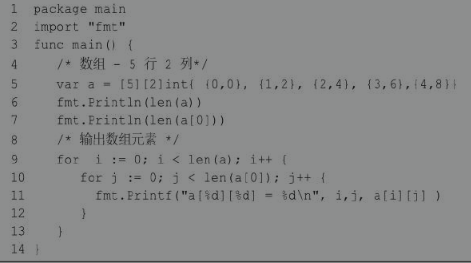 1 package main
2 import "fmt"
3 func main() {
4 /* 数组 - 5 行 2 列*/
5 var a = [5][2]int{ {0,0}, {1,2}, {2,4}, {3,6},{4,8}}
6 fmt.Println(len(a))
7 fmt.Println(len(a[0]))
8 /* 输出数组元素 */
9 for i := 0; i < len(a); i++ {
10 for j := 0; j < len(a[0]); j++ {
11 fmt.Printf("a[%d][%d] = %d\n", i,j, a[i][j] )
12 }
13 }
14 }